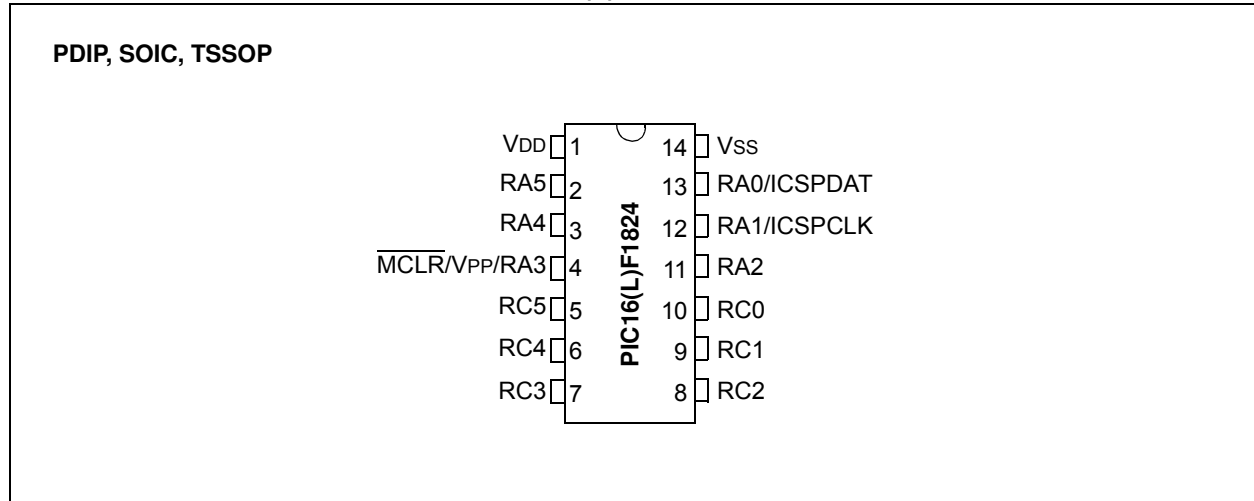 PDIP, SOIC, TSSOP
VDD 1 14 VSS
RA5 2 13 RA0/ICSPDAT
RA4 3 12 RA1/ICSPCLK
MCLR/VPP/RA3 4 11 RA2
RC5 5 10 RC0
RC4 6 9 RC1
RC3 7 8 RC2
PIC16(L)F1824